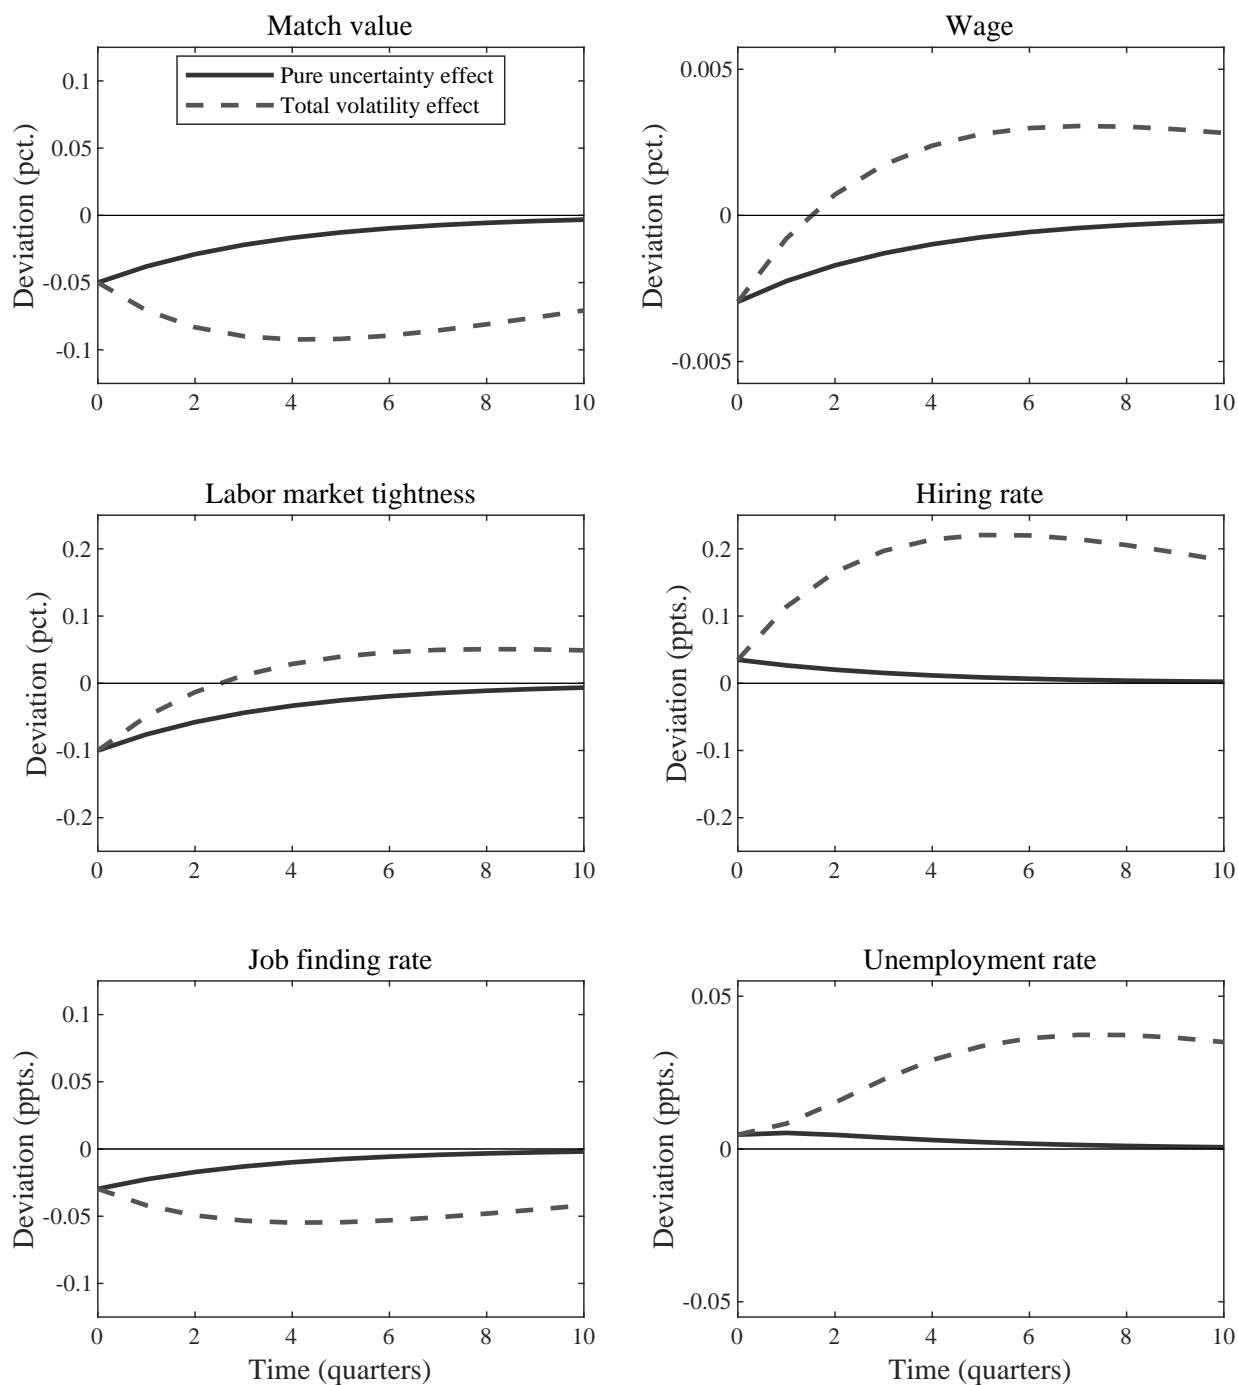 Match value
Pure uncertainty effect
Total volatility effect
Deviation (pct.)
0.1
0.05
0
-0.05
-0.1
0 2 4 6 8 10
Wage
Deviation (pct.)
0.005
0
-0.005
0 2 4 6 8 10
Labor market tightness
Deviation (pct.)
0.2
0.1
0
-0.1
-0.2
0 2 4 6 8 10
Hiring rate
Deviation (ppts.)
0.2
0.1
0
-0.1
-0.2
0 2 4 6 8 10
Job finding rate
Deviation (ppts.)
0.1
0.05
0
-0.05
-0.1
0 2 4 6 8 10
Time (quarters)
Unemployment rate
Deviation (ppts.)
0.05
0
-0.05
0 2 4 6 8 10
Time (quarters)